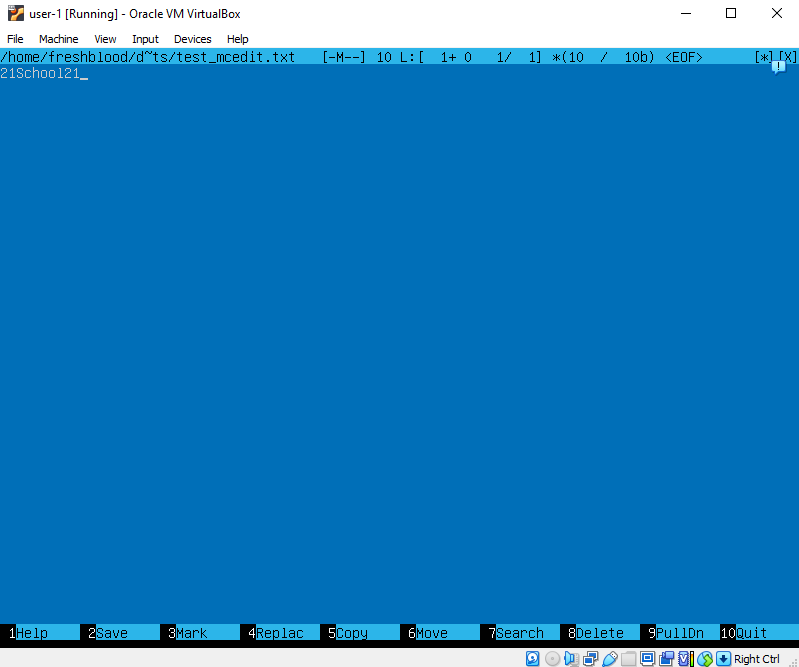 user-1 [Running] - Oracle VM VirtualBox
File Machine View Input Devices Help
/home/freshblood/d~ts/test_mcedit.txt [-M--] 10 L:[ 1+ 0 1/ 1] *(10 / 10b) <EOF> [*][X]
21School21_
1Help 2Save 3Mark 4Replac 5Copy 6Move 7Search 8Delete 9PullDn 10Quit
Right Ctrl